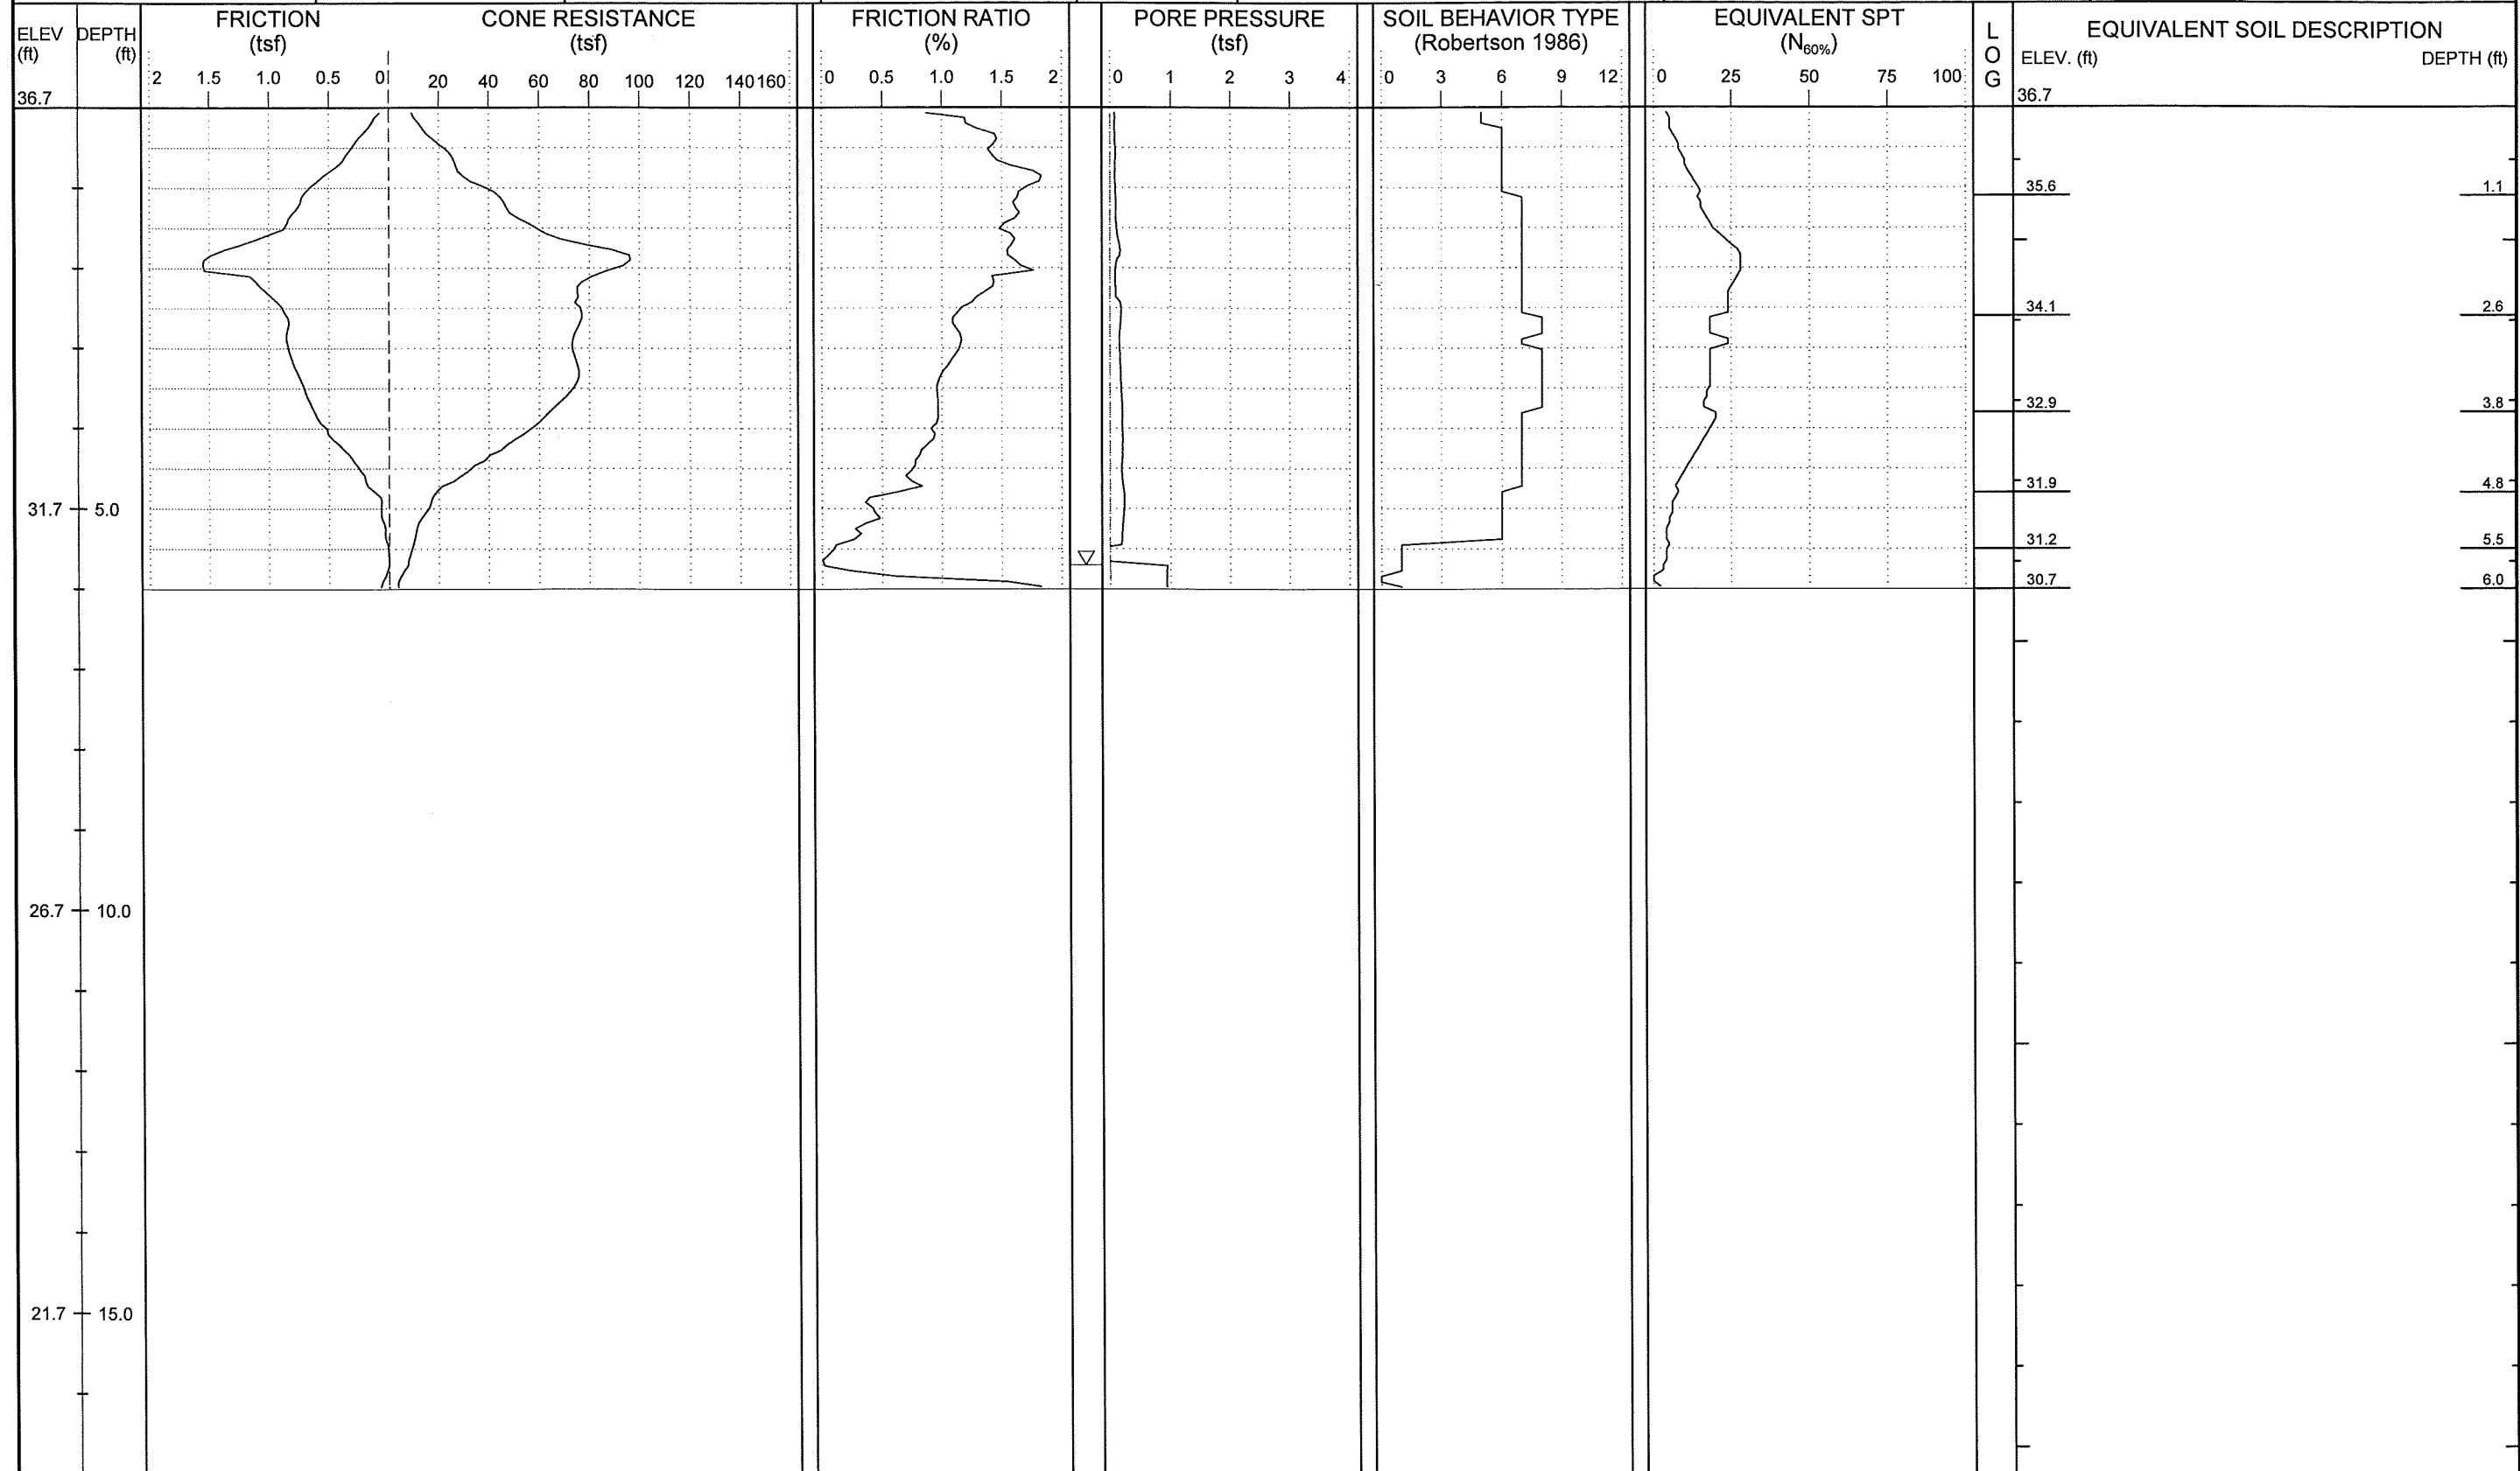 ELEV
(ft)
DEPTH
(ft)
FRICTION
(tsf)
CONE RESISTANCE
(tsf)
FRICTION RATIO
(%)
PORE PRESSURE
(tsf)
SOIL BEHAVIOR TYPE
(Robertson 1986)
EQUIVALENT SPT
(N60%)
L
O
G
EQUIVALENT SOIL DESCRIPTION
ELEV. (ft) DEPTH (ft)
2 1.5 1.0 0.5 0 20 40 60 80 100 120 140 160
0 0.5 1.0 1.5 2
0 1 2 3 4
0 3 6 9 12
0 25 50 75 100
36.7
36.7
35.6 1.1
34.1 2.6
32.9 3.8
31.9 4.8
31.7 5.0
31.2 5.5
30.7 6.0
26.7 10.0
21.7 15.0